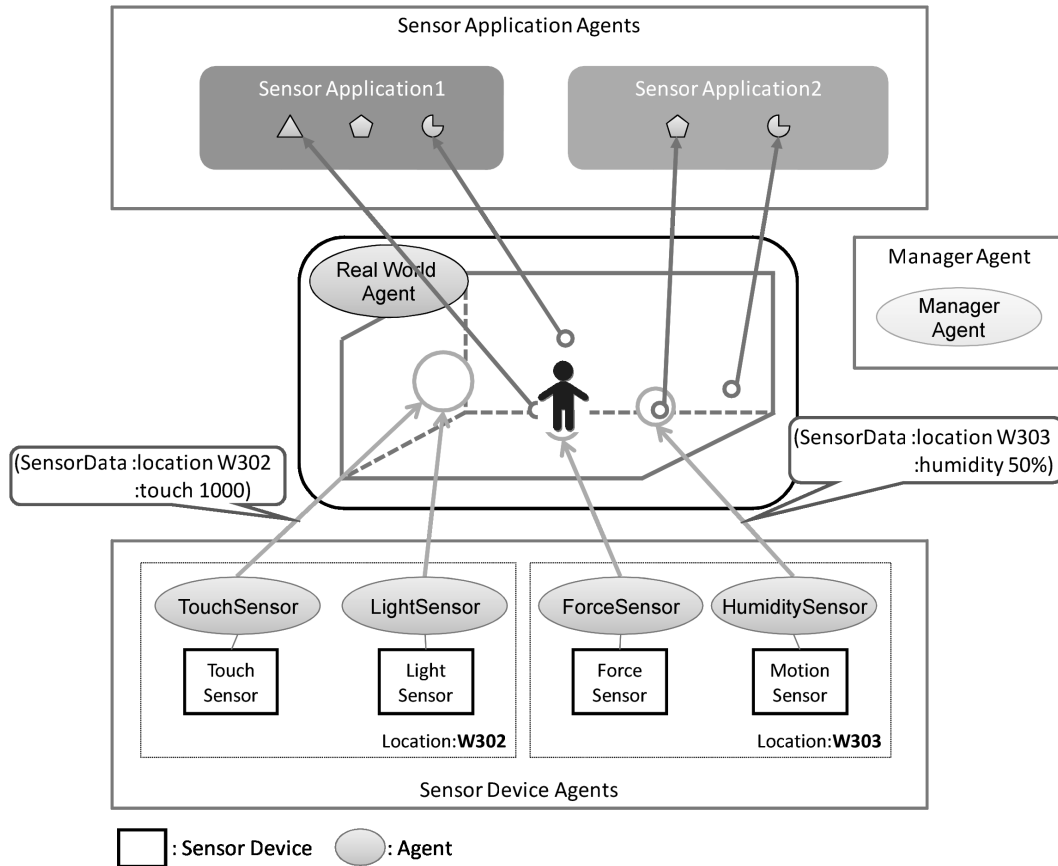 Sensor Application Agents
Sensor Application1
Sensor Application2
Real World
Agent
Manager Agent
Manager
Agent
(SensorData :location W302
:touch 1000)
(SensorData :location W303
:humidity 50%)
TouchSensor
LightSensor
ForceSensor
HumiditySensor
Touch
Sensor
Light
Sensor
Force
Sensor
Motion
Sensor
Location:W302
Location:W303
Sensor Device Agents
: Sensor Device
: Agent